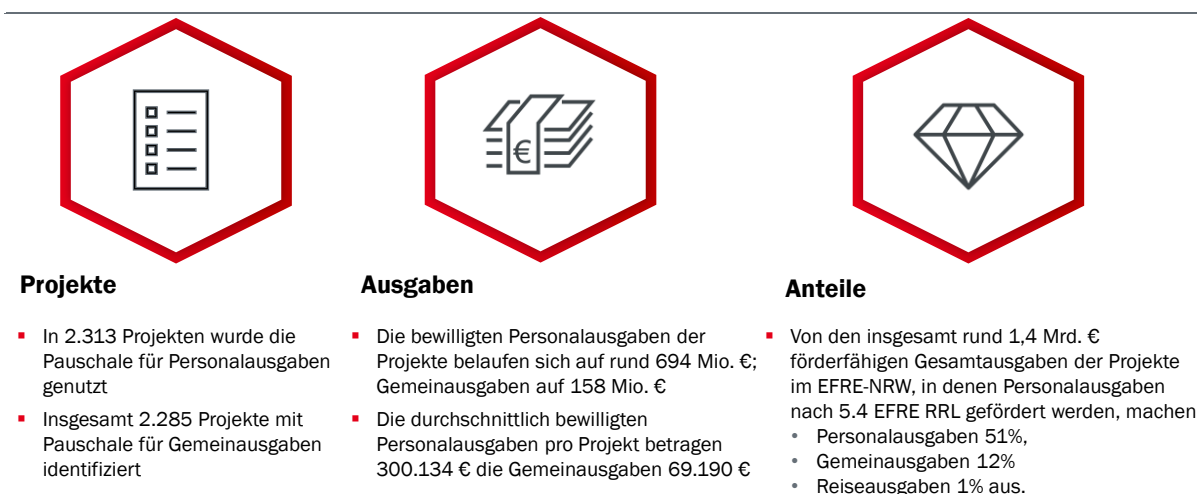 Projekte
In 2.313 Projekten wurde die
Pauschale für Personalausgaben
genutzt
Insgesamt 2.285 Projekte mit
Pauschale für Gemeinausgaben
identifiziert
€
Ausgaben
Die bewilligten Personalausgaben der
Projekte belaufen sich auf rund 694 Mio. €;
Gemeinausgaben auf 158 Mio. €
Die durchschnittlich bewilligten
Personalausgaben pro Projekt betragen
300.134 € die Gemeinausgaben 69.190 €
Anteile
Von den insgesamt rund 1,4 Mrd. €
förderfähigen Gesamtausgaben der Projekte
im EFRE-NRW, in denen Personalausgaben
nach 5.4 EFRE RRL gefördert werden, machen
Personalausgaben 51%,
Gemeinausgaben 12%
Reiseausgaben 1% aus.